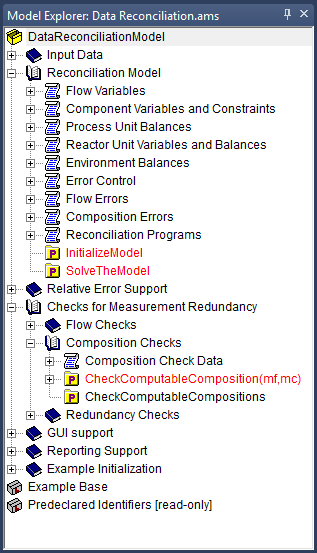 Model Explorer: Data Reconciliation.ams
DataReconciliationModel
Input Data
Reconciliation Model
Flow Variables
Component Variables and Constraints
Process Unit Balances
Reactor Unit Variables and Balances
Environment Balances
Error Control
Flow Errors
Composition Errors
Reconciliation Programs
P InitializeModel
P SolveTheModel
Relative Error Support
Checks for Measurement Redundancy
Flow Checks
Composition Checks
Composition Check Data
P CheckComputableComposition(mf,mc)
P CheckComputableCompositions
Redundancy Checks
GUI support
Reporting Support
Example Initialization
Example Base
Predeclared Identifiers [read-only]